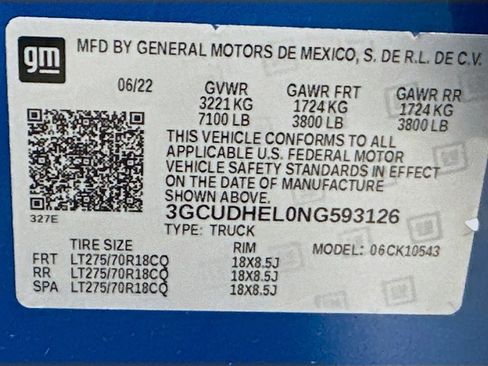 gm
MFD BY GENERAL MOTORS DE MEXICO, S. DE R.L. DE C.V.
06/22 GVWR GAWR FRT GAWR RR
3221 KG 1724 KG 1724 KG
7100 LB 3800 LB 3800 LB
THIS VEHICLE CONFORMS TO ALL
APPLICABLE U.S. FEDERAL MOTOR
VEHICLE SAFETY STANDARDS IN EFFECT
ON THE DATE OF MANUFACTURE
SHOWN ABOVE.
327E 3GCUDHEL0NG593126
TYPE: TRUCK
TIRE SIZE RIM MODEL: 06CK10543
FRT LT275/70R18CQ 18X8.5J
RR LT275/70R18CQ 18X8.5J
SPA LT275/70R18CQ 18X8.5J